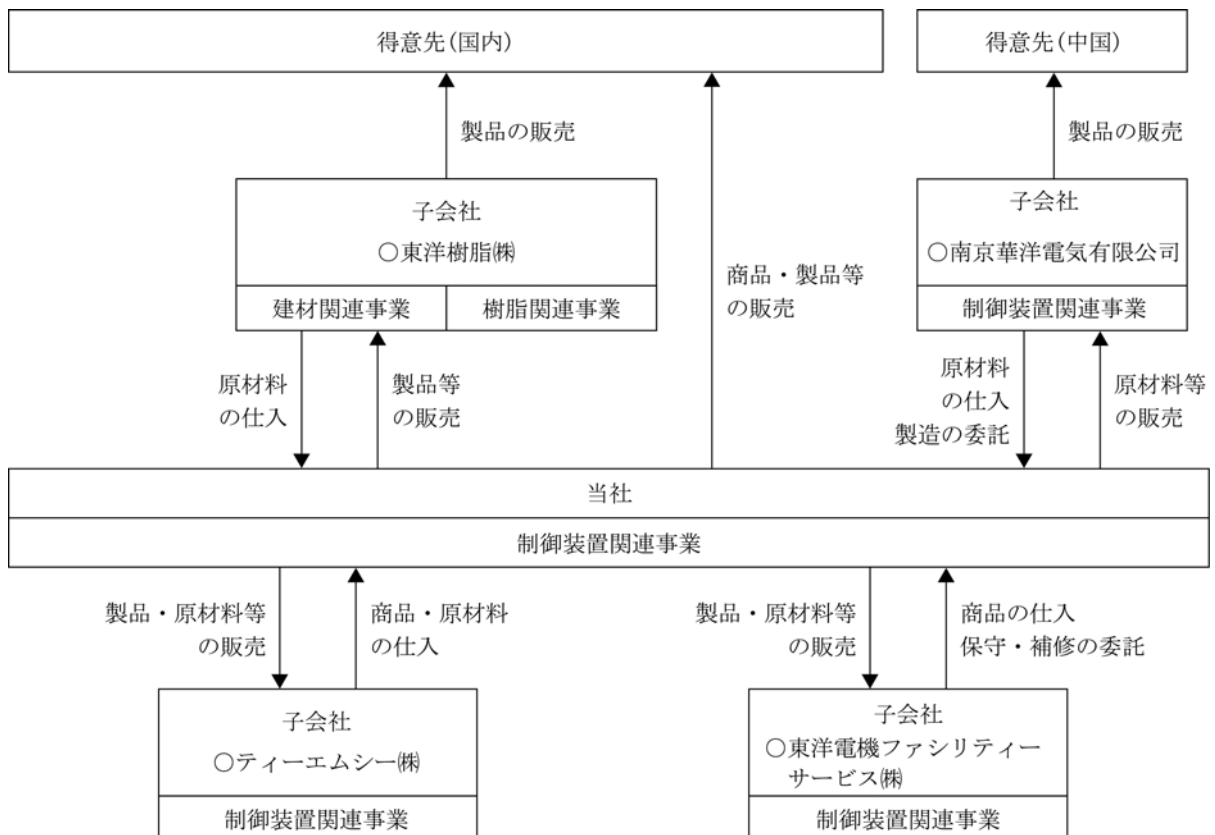 得意先(国内)
得意先(中国)
製品の販売
製品の販売
子会社
○東洋樹脂㈱
建材関連事業
樹脂関連事業
商品・製品等
の販売
子会社
○南京華洋電気有限公司
制御装置関連事業
原材料
の仕入
製品等
の販売
原材料
の仕入
製造の委託
原材料等
の販売
当社
制御装置関連事業
製品・原材料等
の販売
商品・原材料
の仕入
製品・原材料等
の販売
商品の仕入
保守・補修の委託
子会社
○ティーエムシー㈱
制御装置関連事業
子会社
○東洋電機ファシリティー
サービス㈱
制御装置関連事業